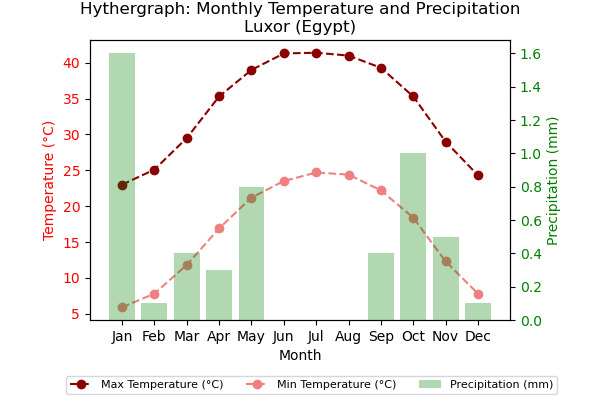 Hythergraph: Monthly Temperature and Precipitation
Luxor (Egypt)
40
35
30
25
20
15
10
5
Temperature (°C)
1.6
1.4
1.2
1.0
0.8
0.6
0.4
0.2
0.0
Precipitation (mm)
Jan Feb Mar Apr May Jun Jul Aug Sep Oct Nov Dec
Month
Max Temperature (°C) Min Temperature (°C) Precipitation (mm)